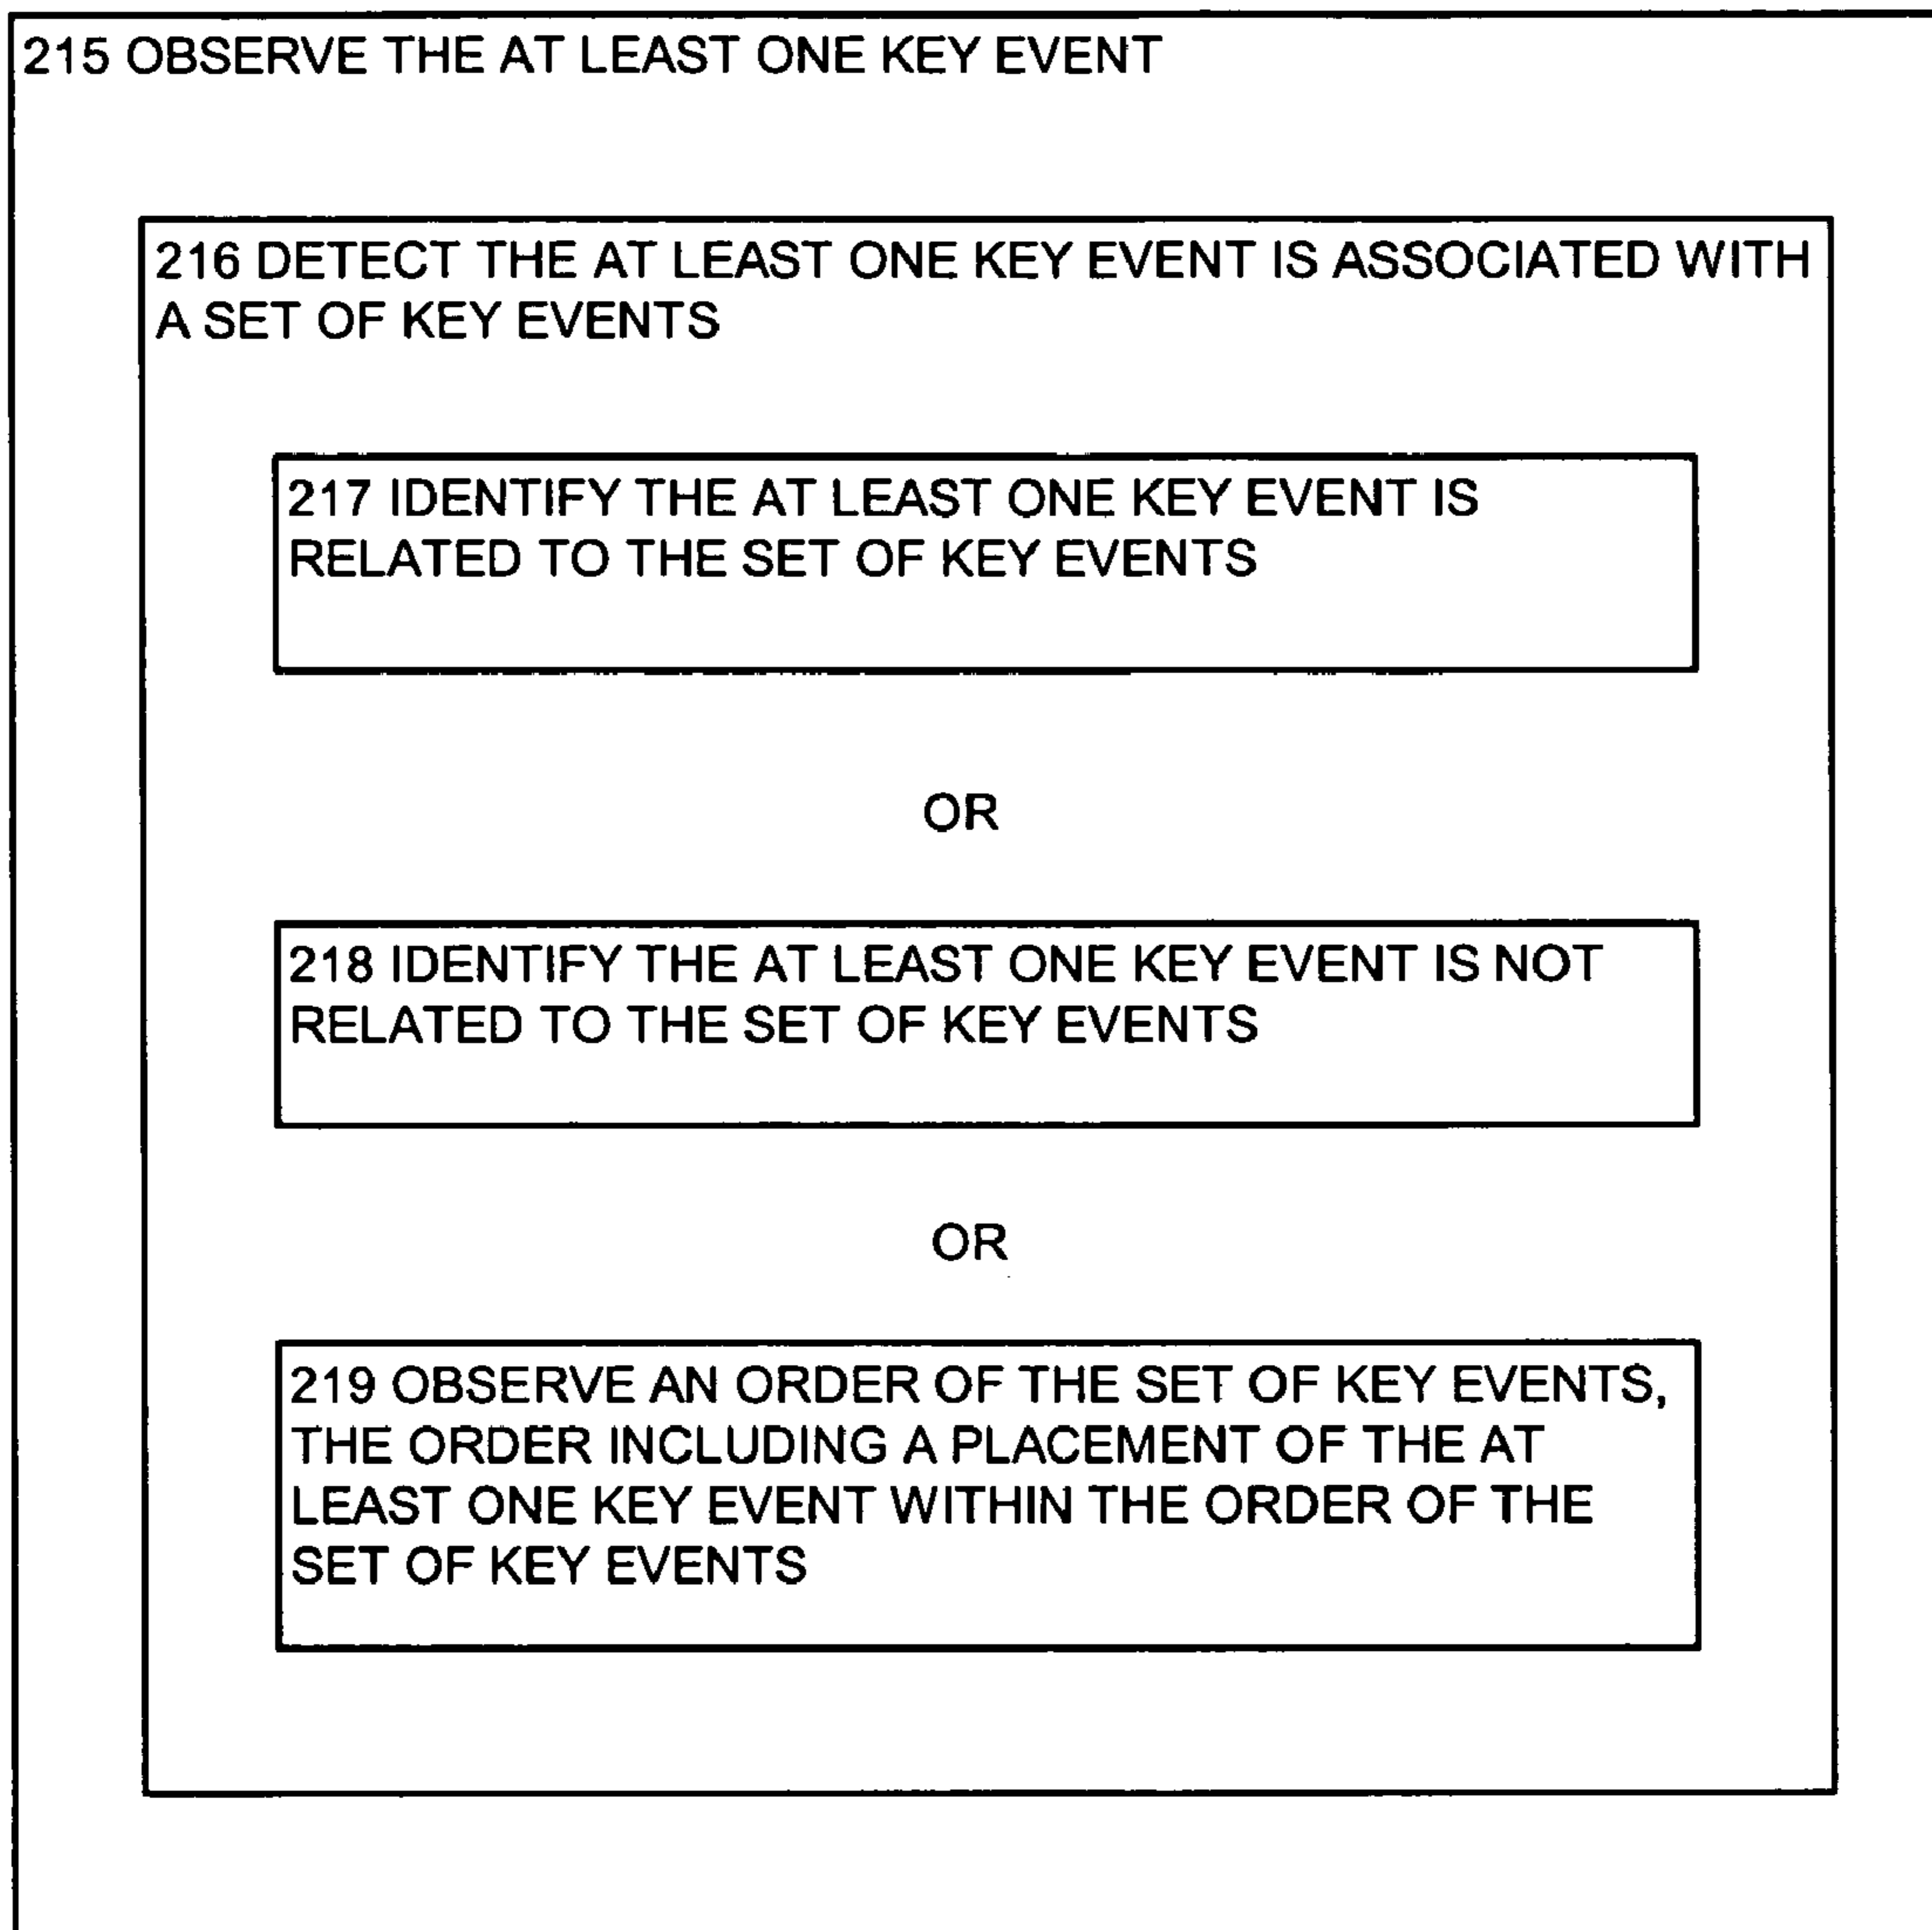 215 OBSERVE THE AT LEAST ONE KEY EVENT
216 DETECT THE AT LEAST ONE KEY EVENT IS ASSOCIATED WITH
A SET OF KEY EVENTS
217 IDENTIFY THE AT LEAST ONE KEY EVENT IS
RELATED TO THE SET OF KEY EVENTS
OR
218 IDENTIFY THE AT LEAST ONE KEY EVENT IS NOT
RELATED TO THE SET OF KEY EVENTS
OR
219 OBSERVE AN ORDER OF THE SET OF KEY EVENTS,
THE ORDER INCLUDING A PLACEMENT OF THE AT
LEAST ONE KEY EVENT WITHIN THE ORDER OF THE
SET OF KEY EVENTS